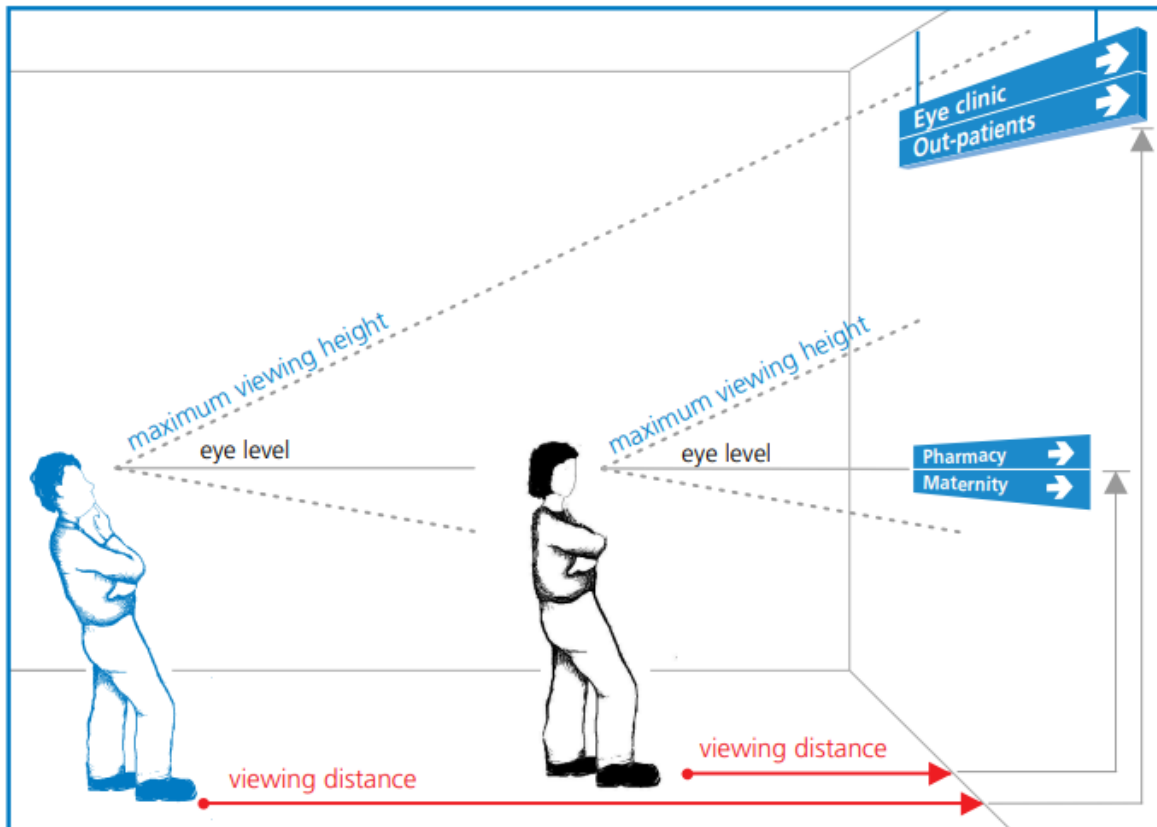 Eye clinic
Out-patients
maximum viewing height
maximum viewing height
eye level
eye level
Pharmacy
Maternity
viewing distance
viewing distance